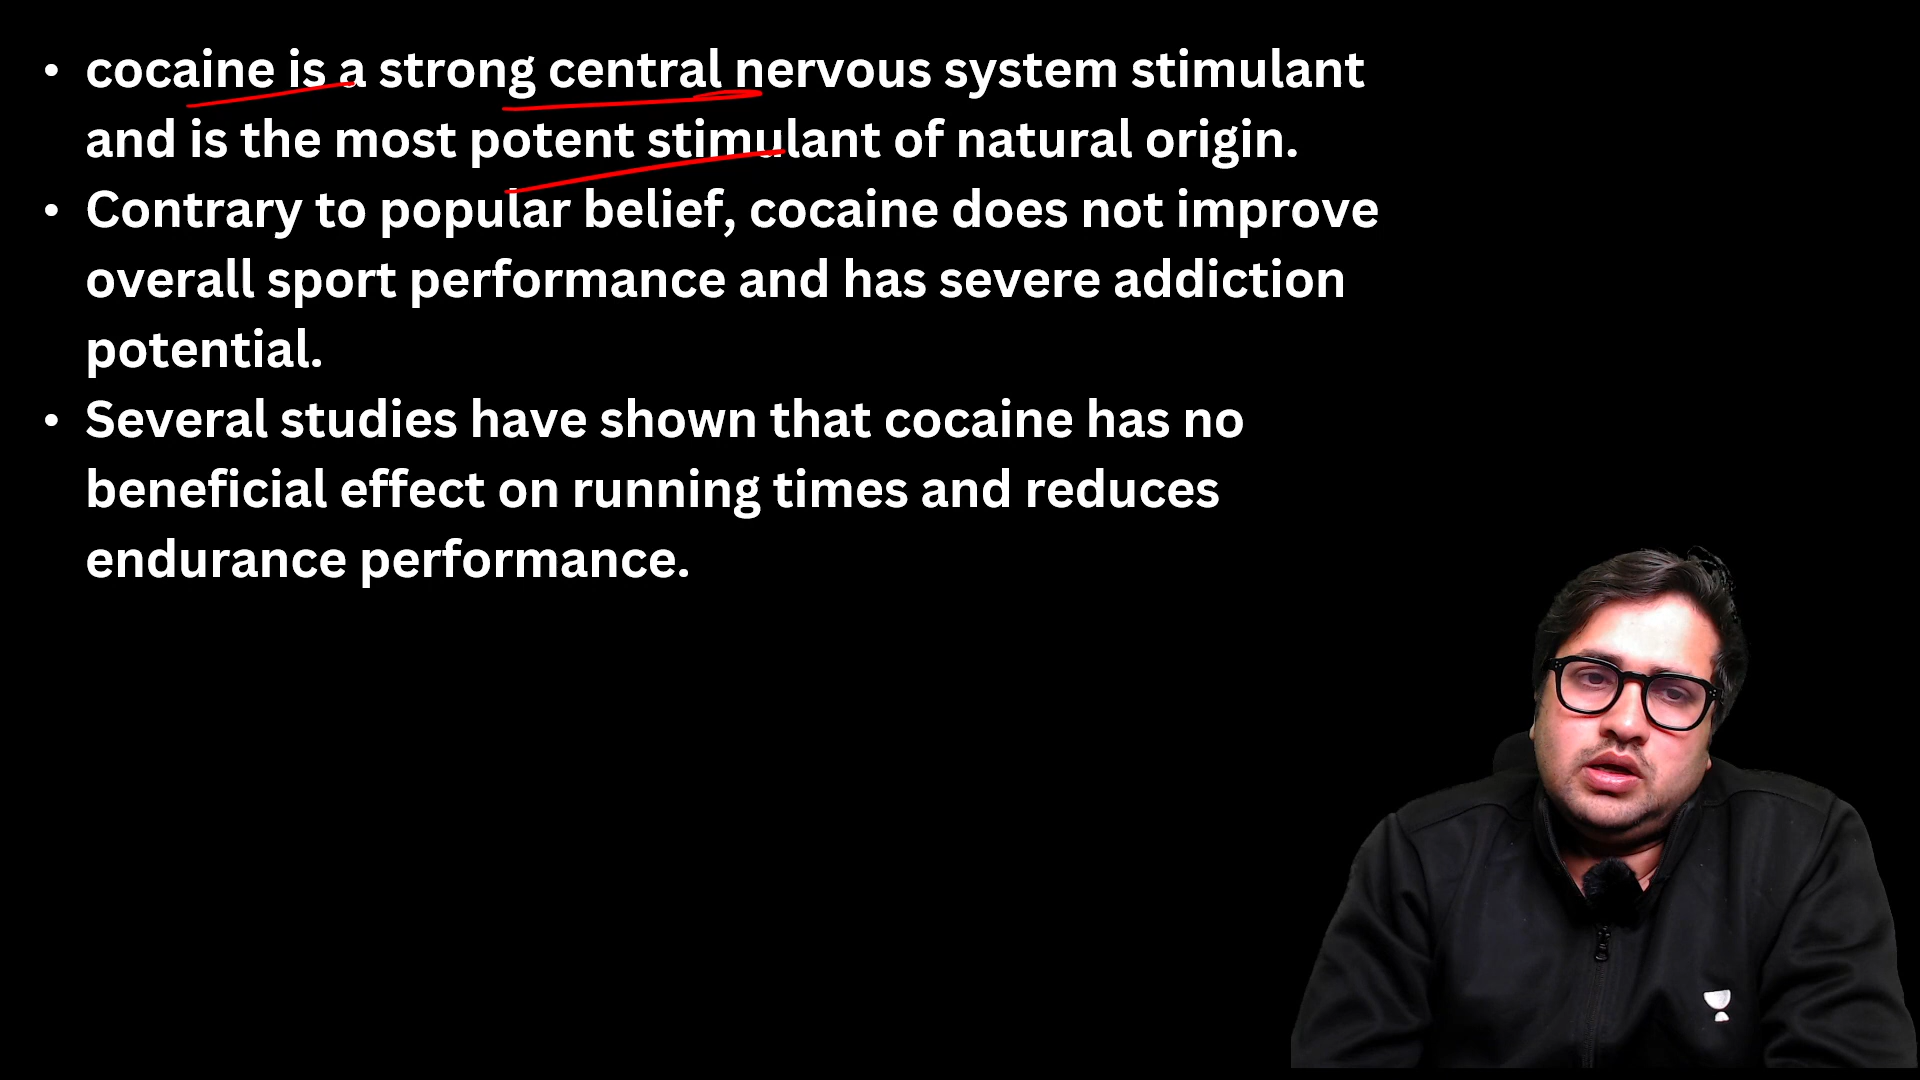 • cocaine is a strong central nervous system stimulant
and is the most potent stimulant of natural origin.
• Contrary to popular belief, cocaine does not improve
overall sport performance and has severe addiction
potential.
• Several studies have shown that cocaine has no
beneficial effect on running times and reduces
endurance performance.